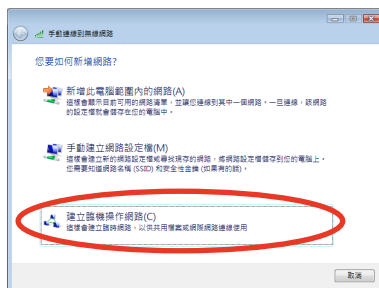 手動連線到無線網路
您要如何新增網路?
新增此電腦範圍內的網路(A)
這樣會顯示目前可用的網路清單，並讓您連線到其中一個網路。一旦連線，該網路
的設定檔就會儲存在您的電腦中。
手動建立網路設定檔(M)
這樣會建立新的網路設定檔或尋找現存的網路，將網路設定檔儲存到您的電腦上。
您需要知道網路名稱 (SSID) 和安全性金鑰 (如果有的話)。
建立臨機操作網路(C)
這樣會建立臨時網路，以供共用檔案或網際網路連線使用
取消